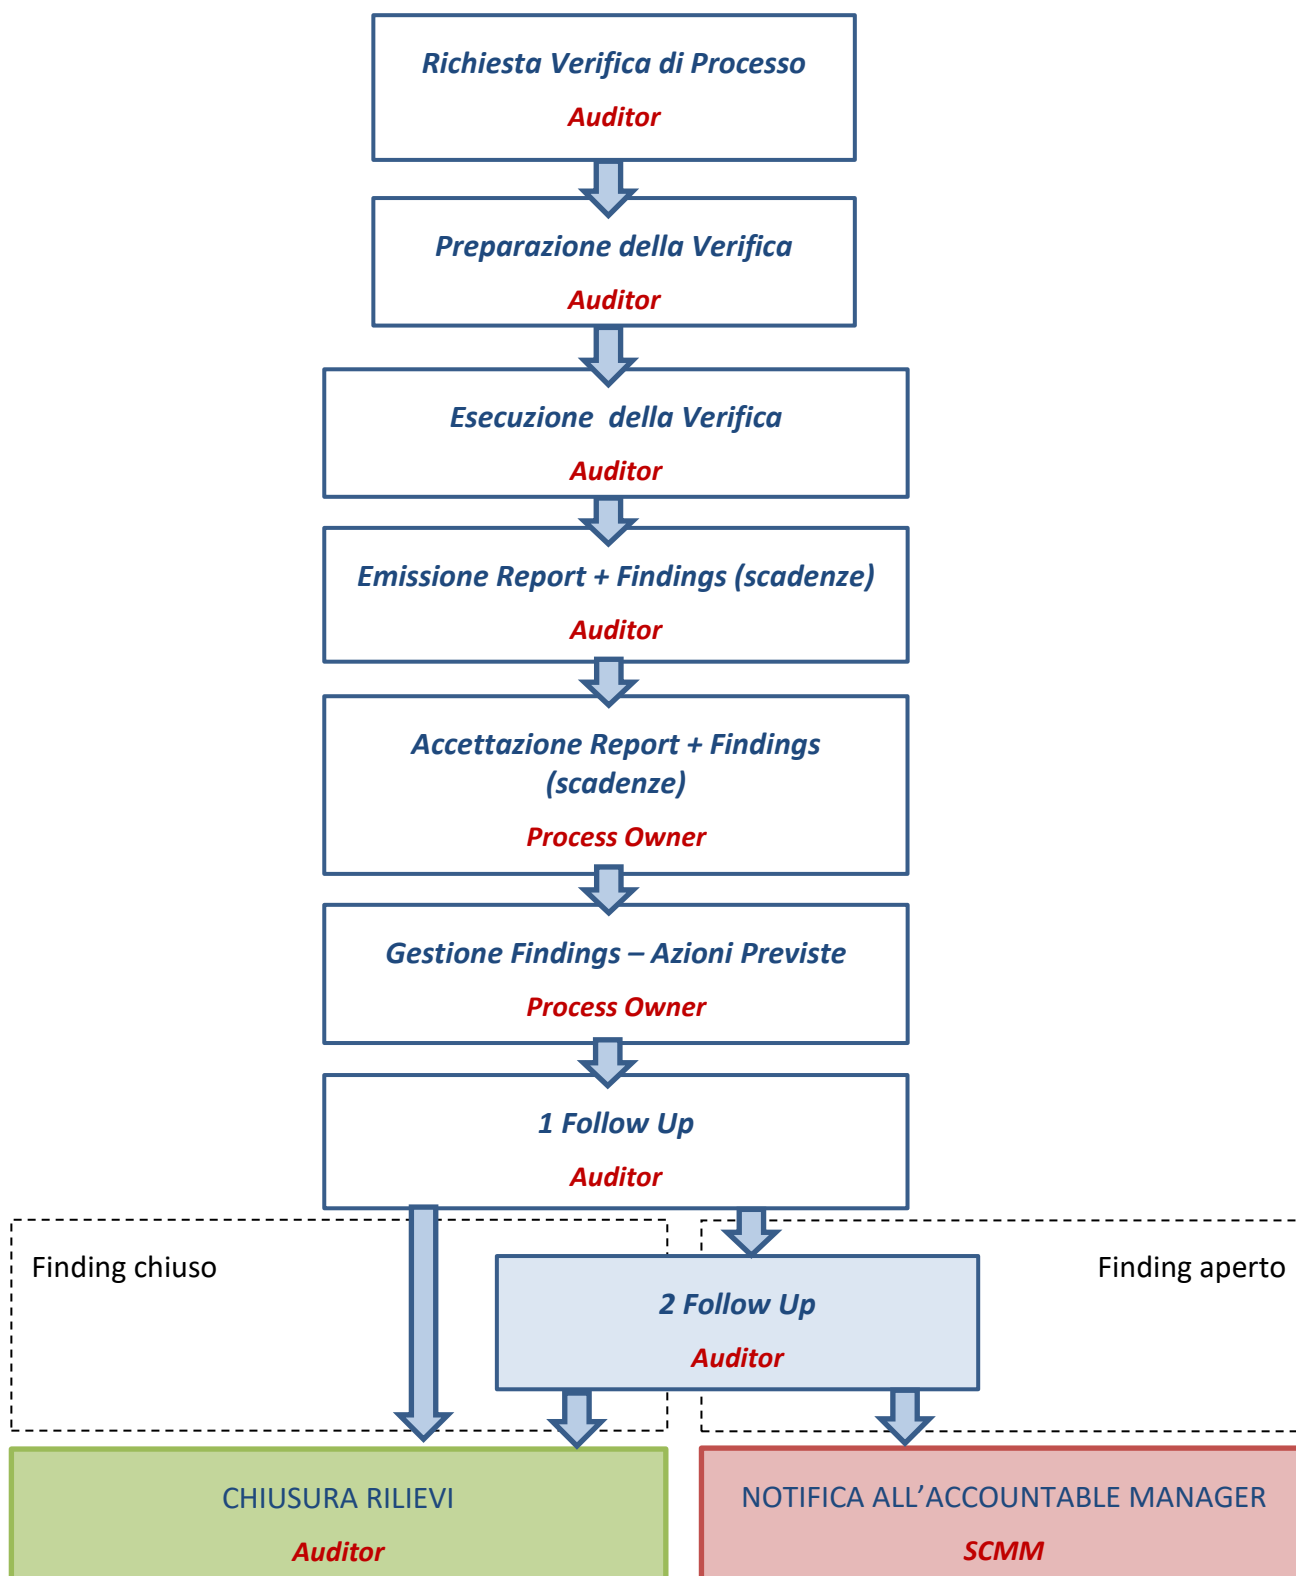 Richiesta Verifica di Processo
Auditor
Preparazione della Verifica
Auditor
Esecuzione  della Verifica
Auditor
Emissione Report + Findings (scadenze)
Auditor
Accettazione Report + Findings
(scadenze)
Process Owner
Gestione Findings – Azioni Previste
Process Owner
1 Follow Up
Auditor
Finding chiuso
Finding aperto
2 Follow Up
Auditor
CHIUSURA RILIEVI
Auditor
NOTIFICA ALL’ACCOUNTABLE MANAGER
SCMM